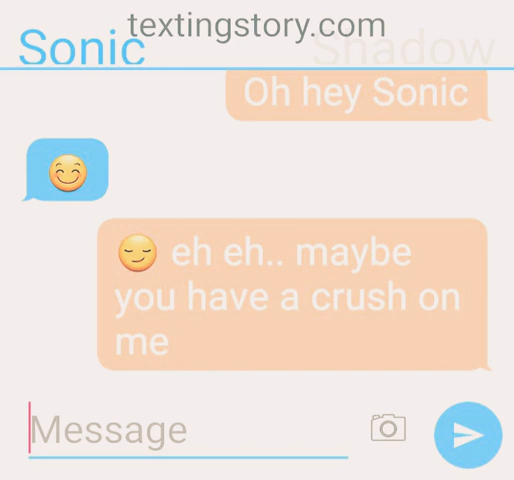 textingstory.com
Sonic
Shadow
Oh hey Sonic
😊
😏 eh eh.. maybe
you have a crush on
me
Message